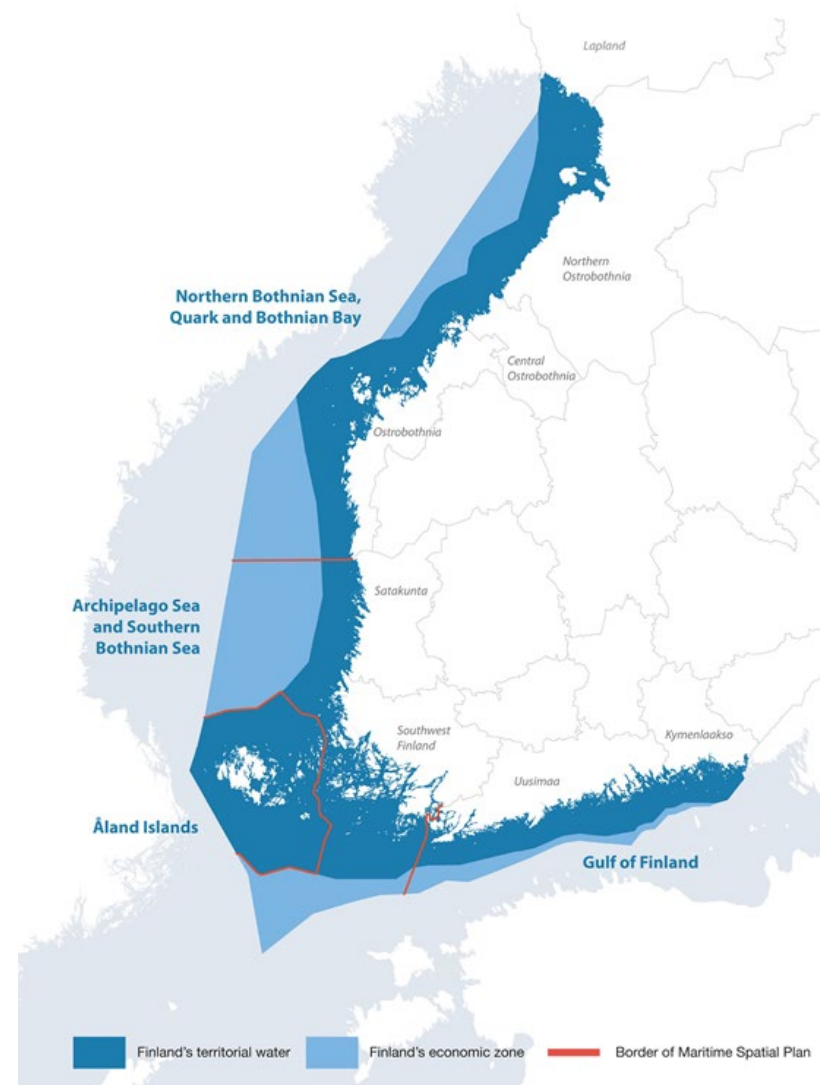 Lapland
Northern
Ostrobothnia
Northern Bothnian Sea,
Quark and Bothnian Bay
Central
Ostrobothnia
Ostrobothnia
Satakunta
Archipelago Sea
and Southern
Bothnian Sea
Southwest
Finland
Kymenlaakso
Uusimaa
Åland Islands
Gulf of Finland
Finland's territorial water
Finland's economic zone
Border of Maritime Spatial Plan